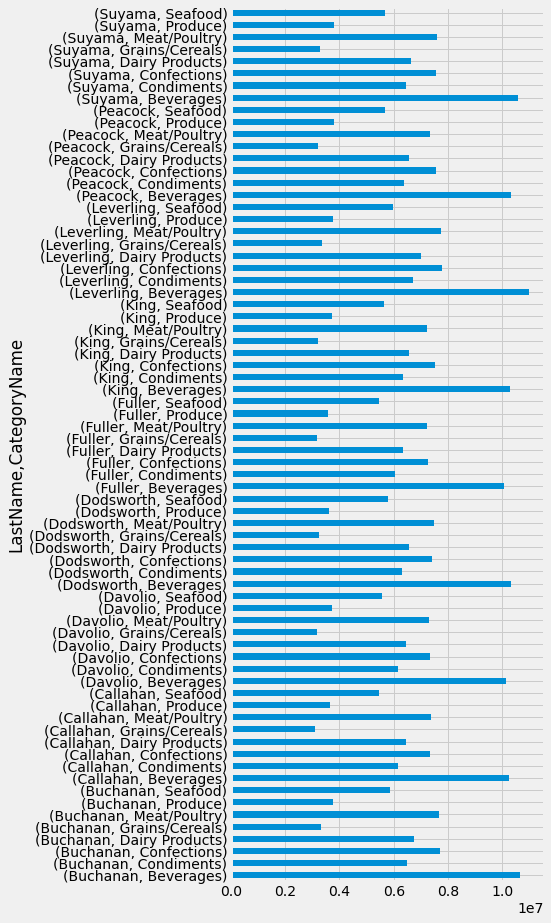 (Suyama, Seafood)
(Suyama, Produce)
(Suyama, Meat/Poultry)
(Suyama, Grains/Cereals)
(Suyama, Dairy Products)
(Suyama, Confections)
(Suyama, Condiments)
(Suyama, Beverages)
(Peacock, Seafood)
(Peacock, Produce)
(Peacock, Meat/Poultry)
(Peacock, Grains/Cereals)
(Peacock, Dairy Products)
(Peacock, Confections)
(Peacock, Condiments)
(Peacock, Beverages)
(Leverling, Seafood)
(Leverling, Produce)
(Leverling, Meat/Poultry)
(Leverling, Grains/Cereals)
(Leverling, Dairy Products)
(Leverling, Confections)
(Leverling, Condiments)
(Leverling, Beverages)
(King, Seafood)
(King, Produce)
(King, Meat/Poultry)
(King, Grains/Cereals)
(King, Dairy Products)
(King, Confections)
(King, Condiments)
(King, Beverages)
(Fuller, Seafood)
(Fuller, Produce)
(Fuller, Meat/Poultry)
(Fuller, Grains/Cereals)
(Fuller, Dairy Products)
(Fuller, Confections)
(Fuller, Condiments)
(Fuller, Beverages)
(Dodsworth, Seafood)
(Dodsworth, Produce)
(Dodsworth, Meat/Poultry)
(Dodsworth, Grains/Cereals)
(Dodsworth, Dairy Products)
(Dodsworth, Confections)
(Dodsworth, Condiments)
(Dodsworth, Beverages)
(Davolio, Seafood)
(Davolio, Produce)
(Davolio, Meat/Poultry)
(Davolio, Grains/Cereals)
(Davolio, Dairy Products)
(Davolio, Confections)
(Davolio, Condiments)
(Davolio, Beverages)
(Callahan, Seafood)
(Callahan, Produce)
(Callahan, Meat/Poultry)
(Callahan, Grains/Cereals)
(Callahan, Dairy Products)
(Callahan, Confections)
(Callahan, Condiments)
(Callahan, Beverages)
(Buchanan, Seafood)
(Buchanan, Produce)
(Buchanan, Meat/Poultry)
(Buchanan, Grains/Cereals)
(Buchanan, Dairy Products)
(Buchanan, Confections)
(Buchanan, Condiments)
(Buchanan, Beverages)
LastName,CategoryName
0.0 0.2 0.4 0.6 0.8 1.0
1e7